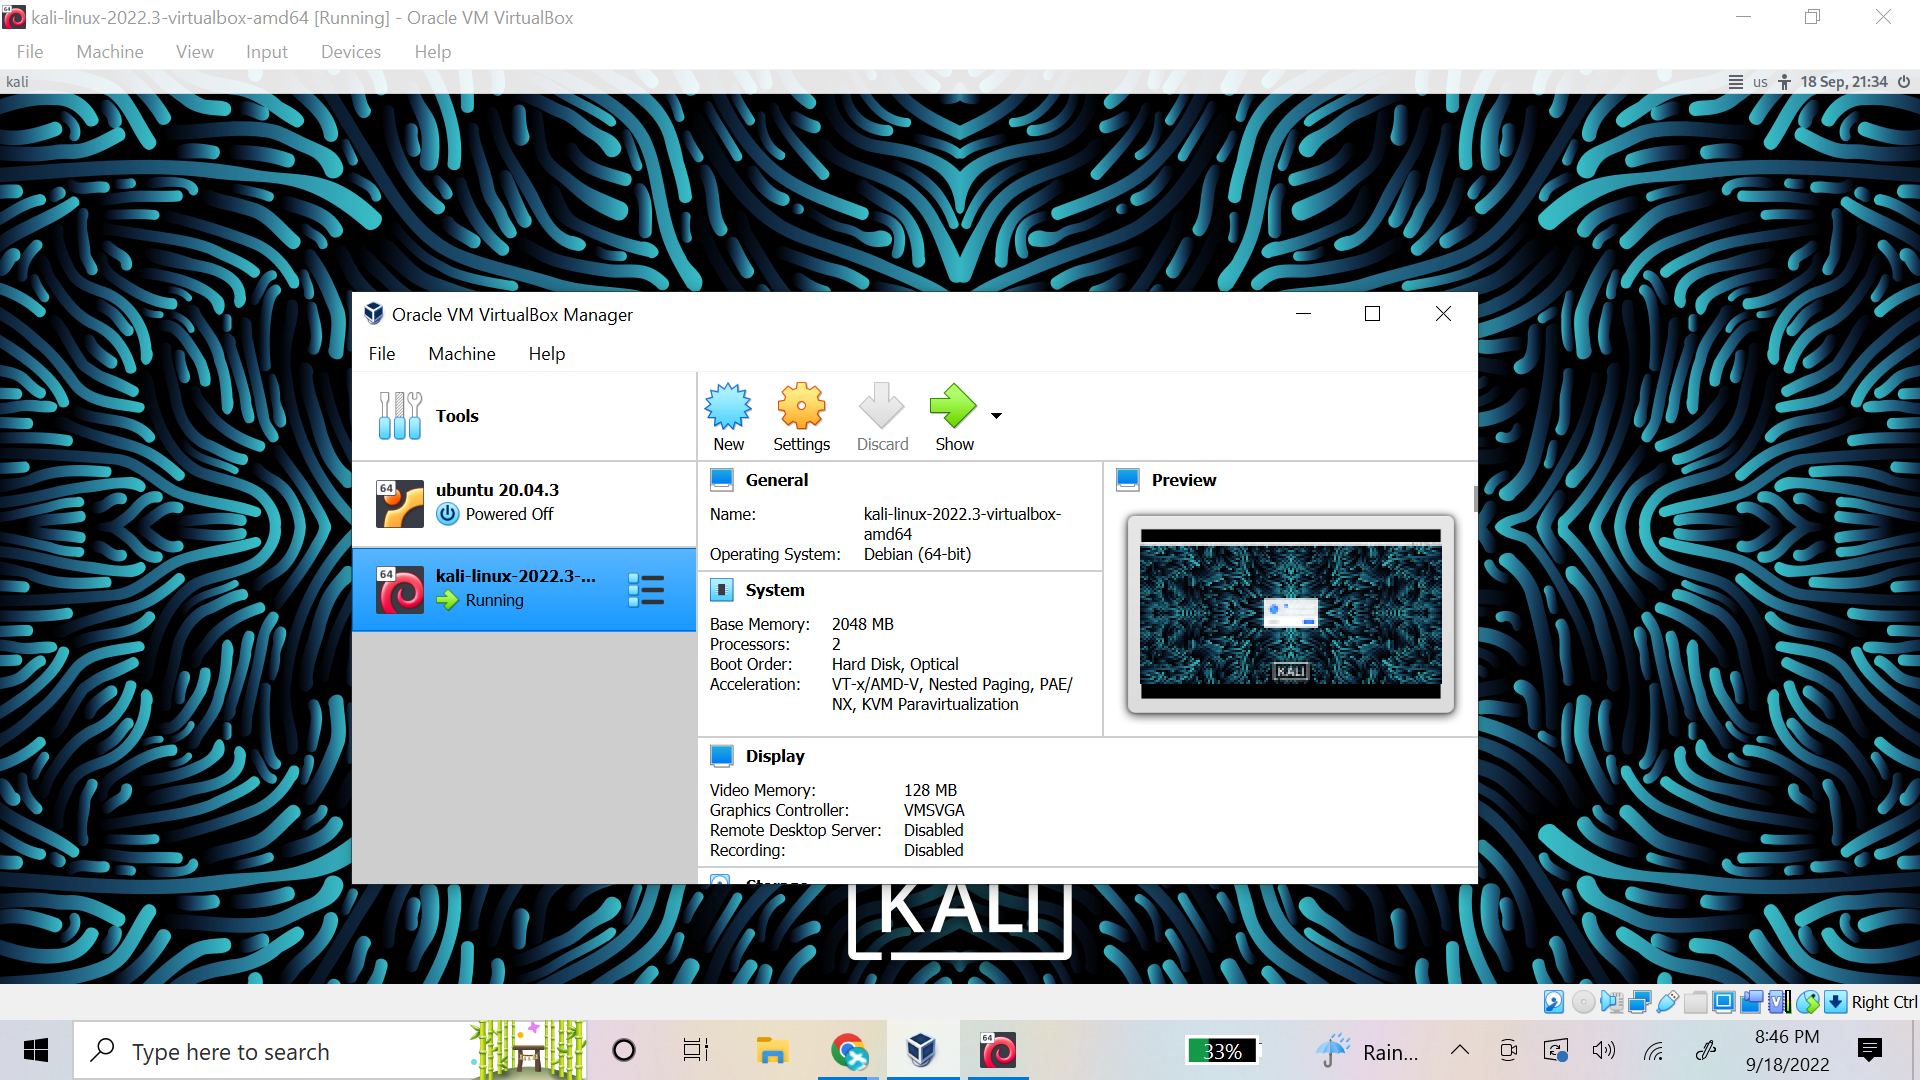 kali-linux-2022.3-virtualbox-amd64 [Running] - Oracle VM VirtualBox
File Machine View Input Devices Help
kali us 18 Sep, 21:34
Oracle VM VirtualBox Manager
File Machine Help
Tools
New Settings Discard Show
64
ubuntu 20.04.3
Powered Off
64
kali-linux-2022.3-...
Running
General
Name: kali-linux-2022.3-virtualbox-
amd64
Operating System: Debian (64-bit)
System
Base Memory: 2048 MB
Processors: 2
Boot Order: Hard Disk, Optical
Acceleration: VT-x/AMD-V, Nested Paging, PAE/
NX, KVM Paravirtualization
Preview
KALI
Display
Video Memory: 128 MB
Graphics Controller: VMSVGA
Remote Desktop Server: Disabled
Recording: Disabled
Storage
KALI
Right Ctrl
Type here to search
64
33%
Rain...
8:46 PM
9/18/2022